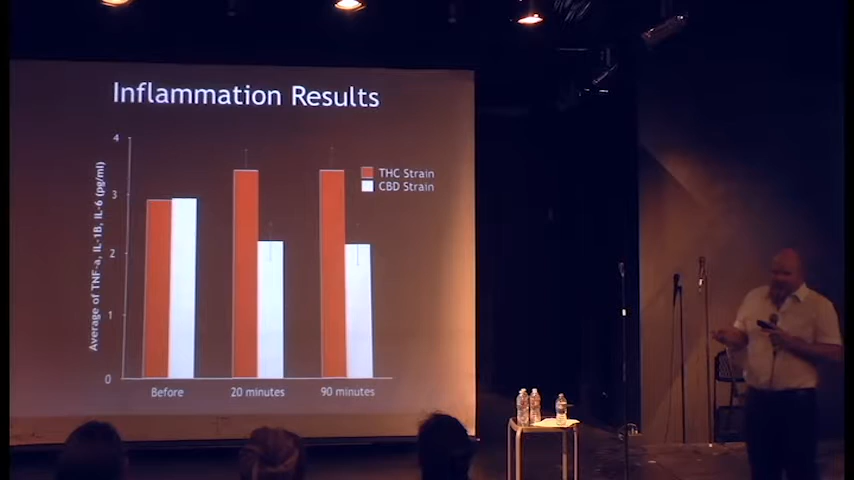 Inflammation Results
4
3
2
1
0
Average of TNF-a, IL-1B, IL-6 (pg/ml)
THC Strain
CBD Strain
Before
20 minutes
90 minutes